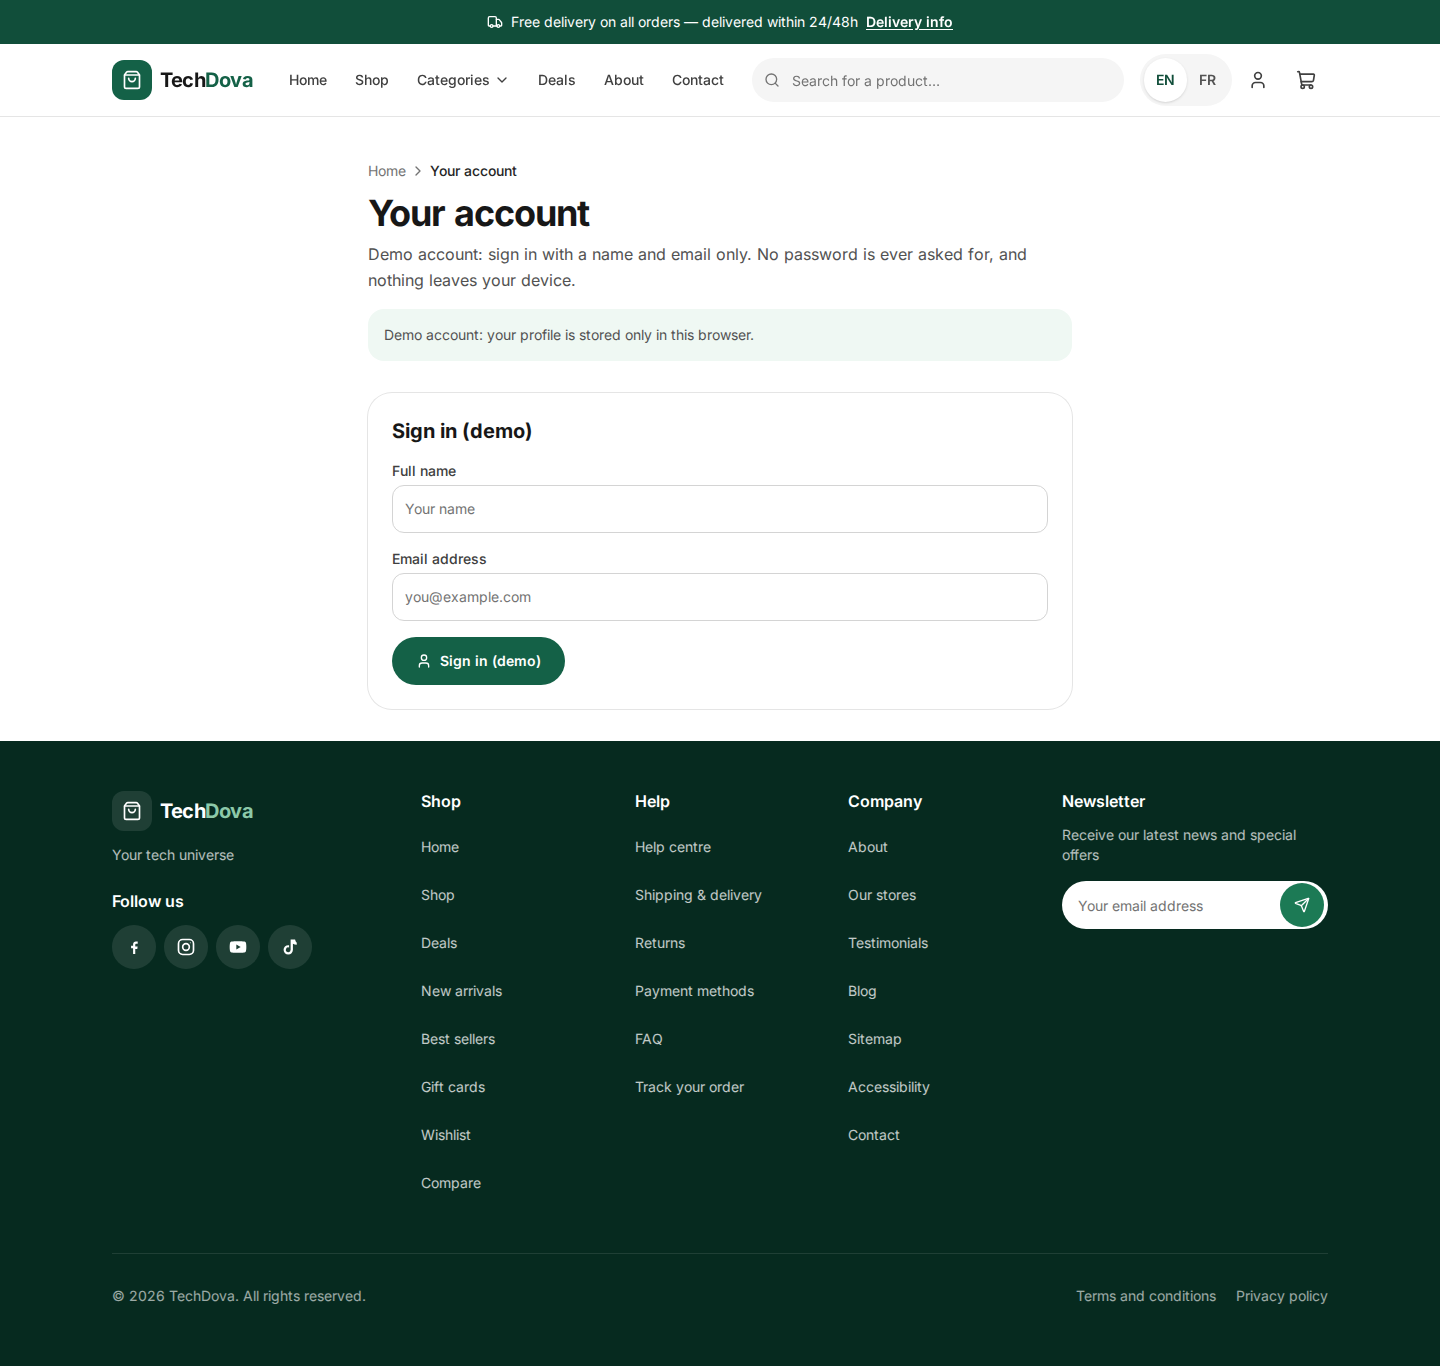 Free delivery on all orders — delivered within 24/48h Delivery info
TechDova
Home
Shop
Categories
Deals
About
Contact
Search for a product...
EN
FR
Home
Your account
Your account
Demo account: sign in with a name and email only. No password is ever asked for, and
nothing leaves your device.
Demo account: your profile is stored only in this browser.
Sign in (demo)
Full name
Your name
Email address
you@example.com
Sign in (demo)
TechDova
Your tech universe
Follow us
Shop
Home
Shop
Deals
New arrivals
Best sellers
Gift cards
Wishlist
Compare
Help
Help centre
Shipping & delivery
Returns
Payment methods
FAQ
Track your order
Company
About
Our stores
Testimonials
Blog
Sitemap
Accessibility
Contact
Newsletter
Receive our latest news and special
offers
Your email address
© 2026 TechDova. All rights reserved.
Terms and conditions
Privacy policy